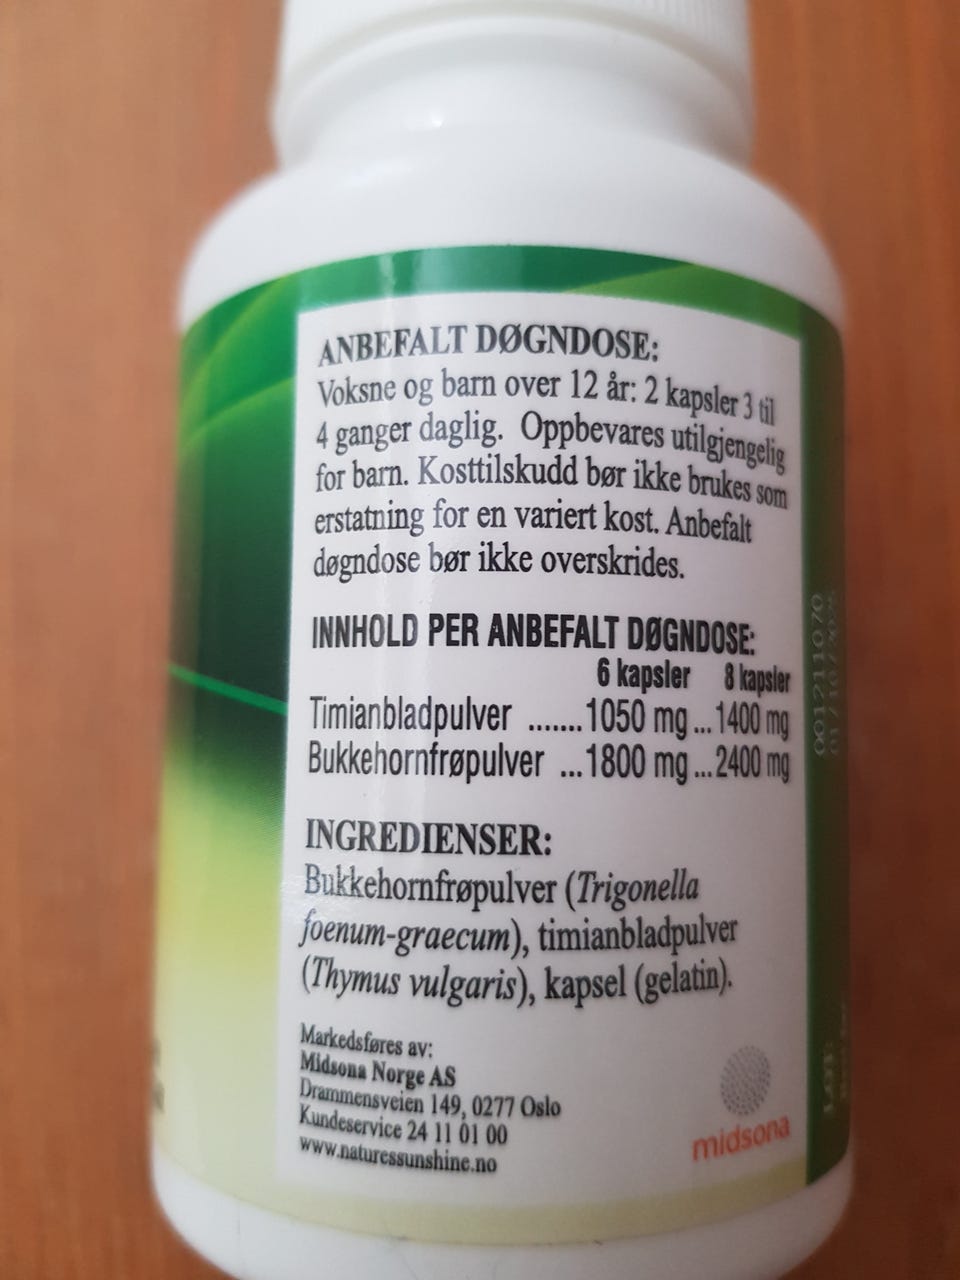 ANBEFALT DØGNDOSE:
Voksne og barn over 12 år: 2 kapsler 3 til
4 ganger daglig. Oppbevares utilgjengelig
for barn. Kosttilskudd bør ikke brukes som
erstatning for en variert kost. Anbefalt
døgndose bør ikke overskrides.
INNHOLD PER ANBEFALT DØGNDOSE:
6 kapsler 8 kapsler
Timianbladpulver .......1050 mg ...1400 mg
Bukkehornfrøpulver ...1800 mg ...2400 mg
INGREDIENSER:
Bukkehornfrøpulver (Trigonella
foenum-graecum), timianbladpulver
(Thymus vulgaris), kapsel (gelatin).
Markedsføres av:
Midsona Norge AS
Drammensveien 149, 0277 Oslo
Kundeservice 24 11 01 00
www.naturessunshine.no
midsona
001211070
LOT: